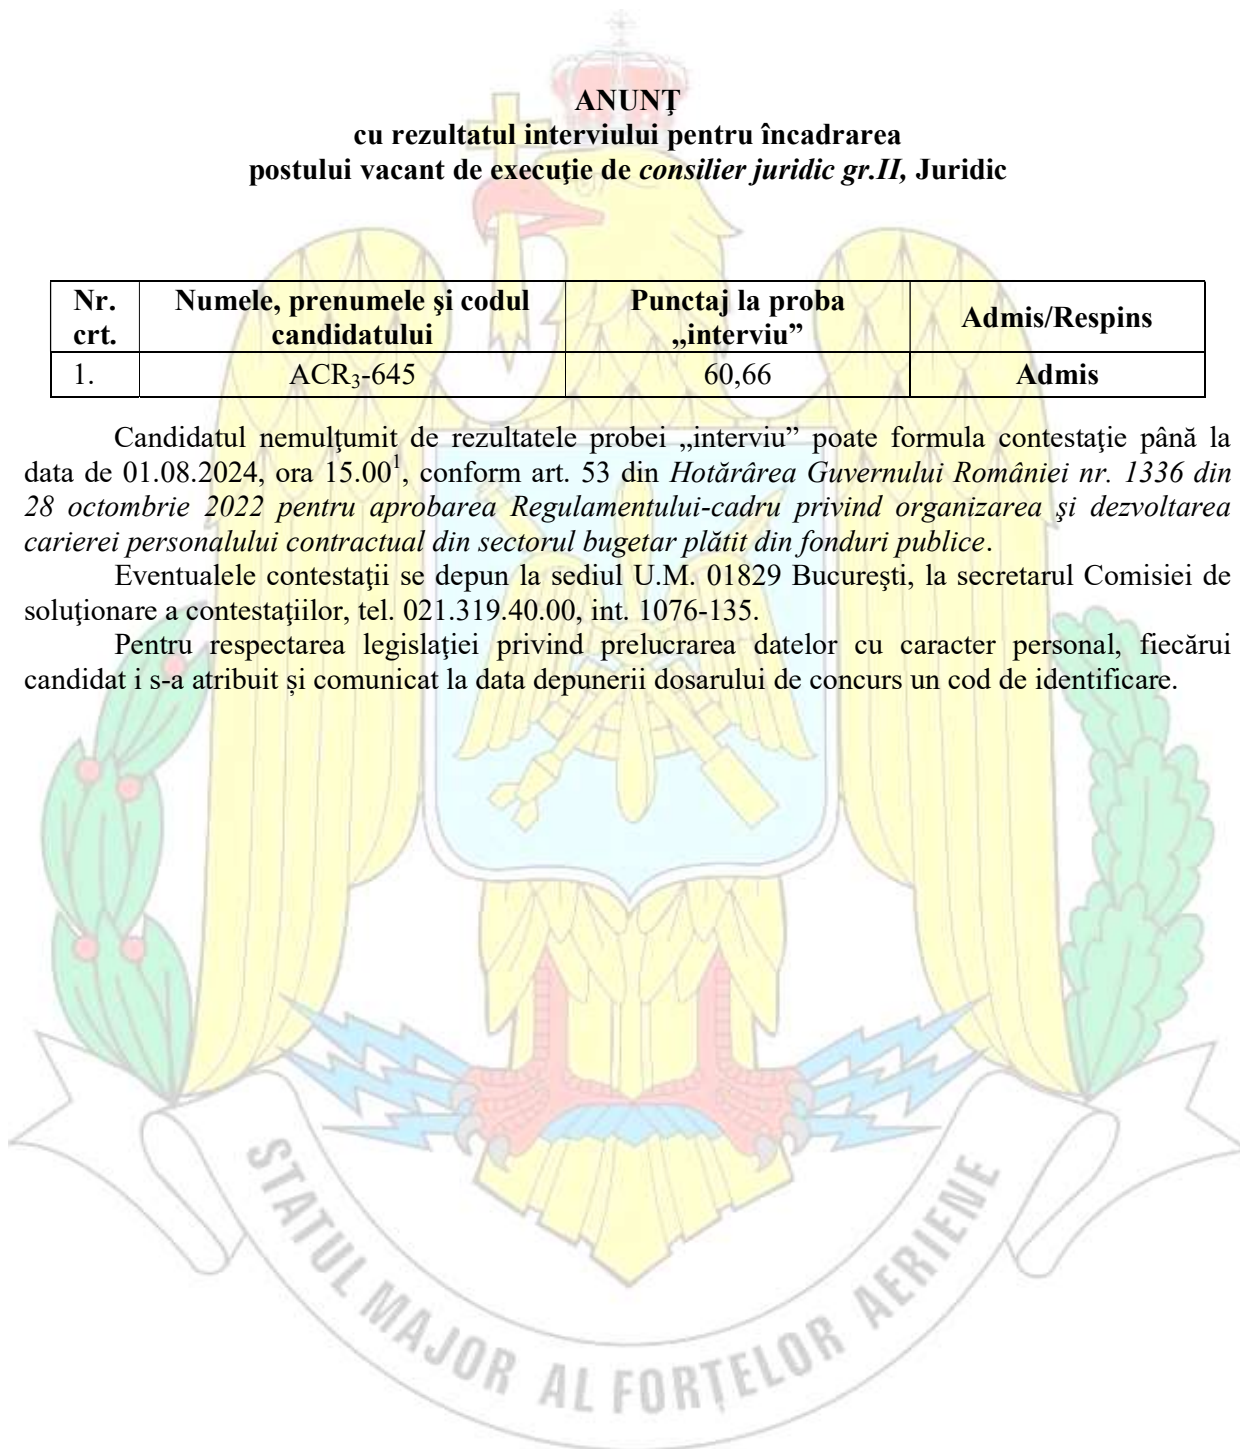 ANUNŢ
cu rezultatul interviului pentru încadrarea
postului vacant de execuţie de consilier juridic gr.II, Juridic
Nr. crt. Numele, prenumele şi codul candidatului Punctaj la proba „interviu” Admis/Respins
1. ACR₃-645 60,66 Admis
Candidatul nemulţumit de rezultatele probei „interviu” poate formula contestaţie până la
data de 01.08.2024, ora 15.00¹, conform art. 53 din Hotărârea Guvernului României nr. 1336 din
28 octombrie 2022 pentru aprobarea Regulamentului-cadru privind organizarea şi dezvoltarea
carierei personalului contractual din sectorul bugetar plătit din fonduri publice.
Eventualele contestaţii se depun la sediul U.M. 01829 Bucureşti, la secretarul Comisiei de
soluţionare a contestaţiilor, tel. 021.319.40.00, int. 1076-135.
Pentru respectarea legislaţiei privind prelucrarea datelor cu caracter personal, fiecărui
candidat i s-a atribuit și comunicat la data depunerii dosarului de concurs un cod de identificare.
STATUL MAJOR AL FORȚELOR AERIENE